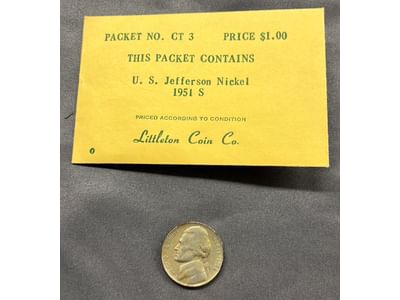 PACKET NO. CT 3 PRICE $1.00
THIS PACKET CONTAINS
U. S. Jefferson Nickel
1951 S
PRICED ACCORDING TO CONDITION
Littleton Coin Co.